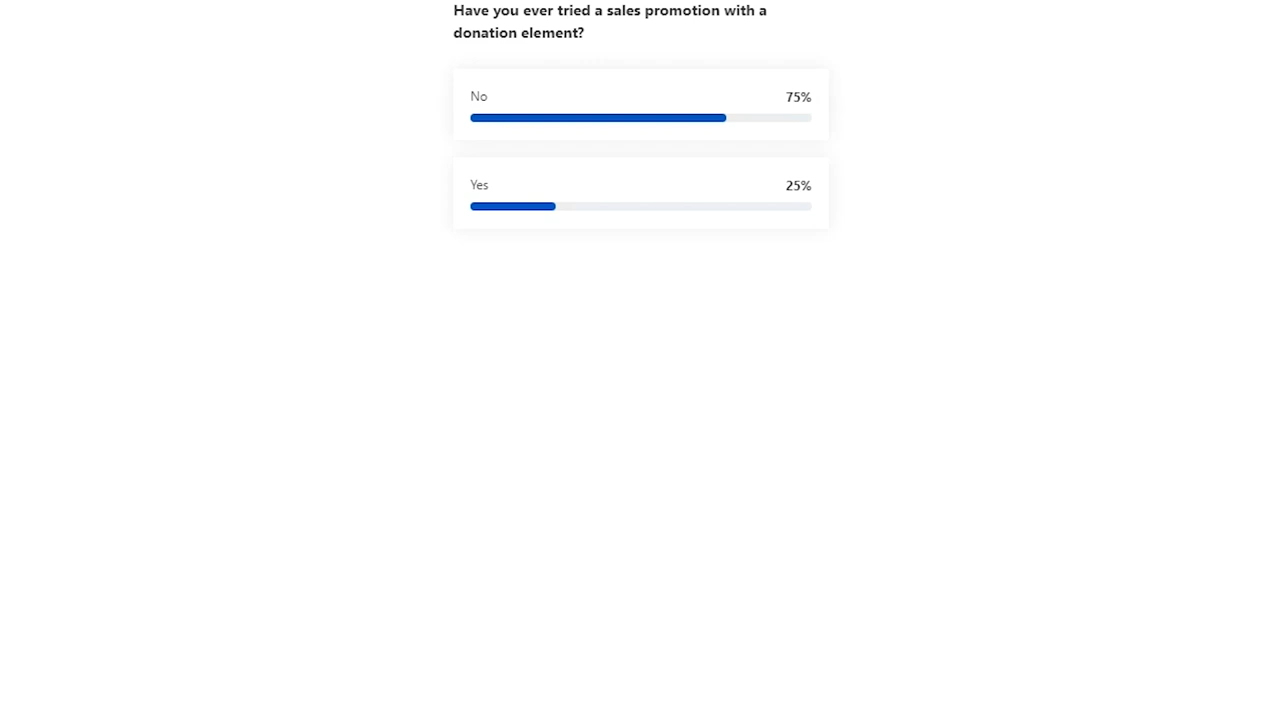 Have you ever tried a sales promotion with a
donation element?
No 75%
Yes 25%